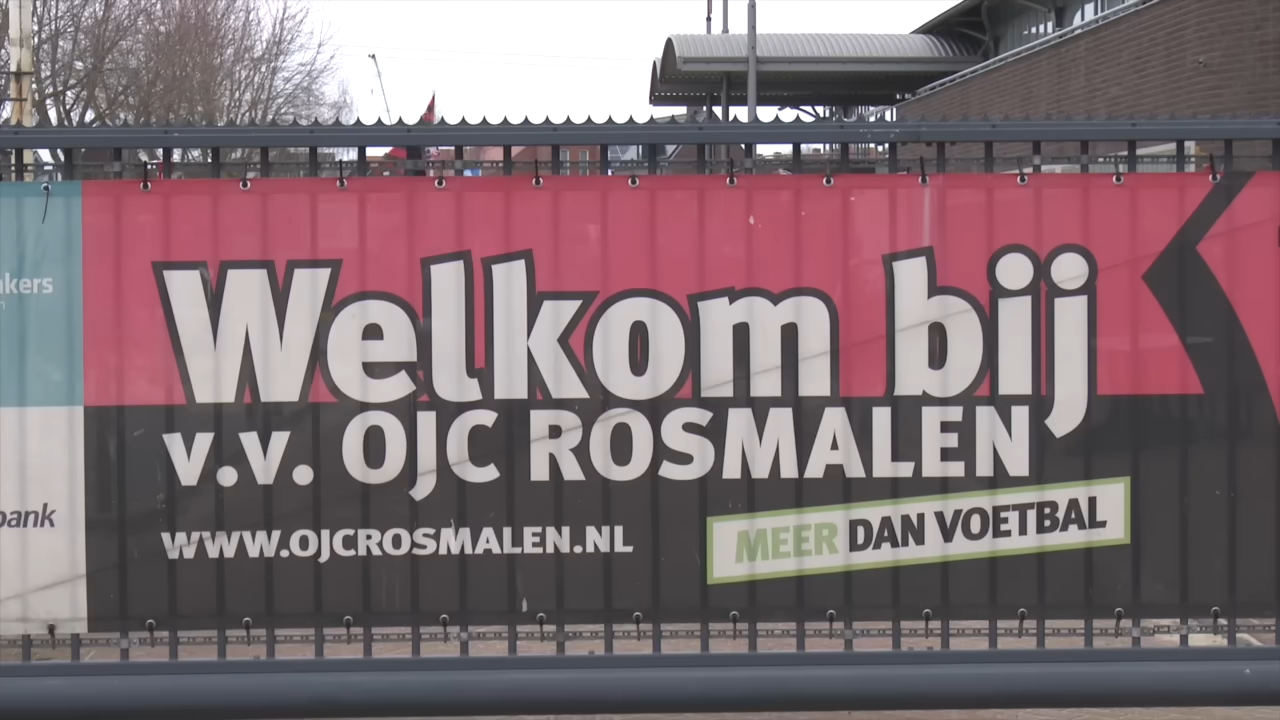 Welkom bij
v.v. OJC ROSMALEN
WWW.OJCROSMALEN.NL
MEER DAN VOETBAL